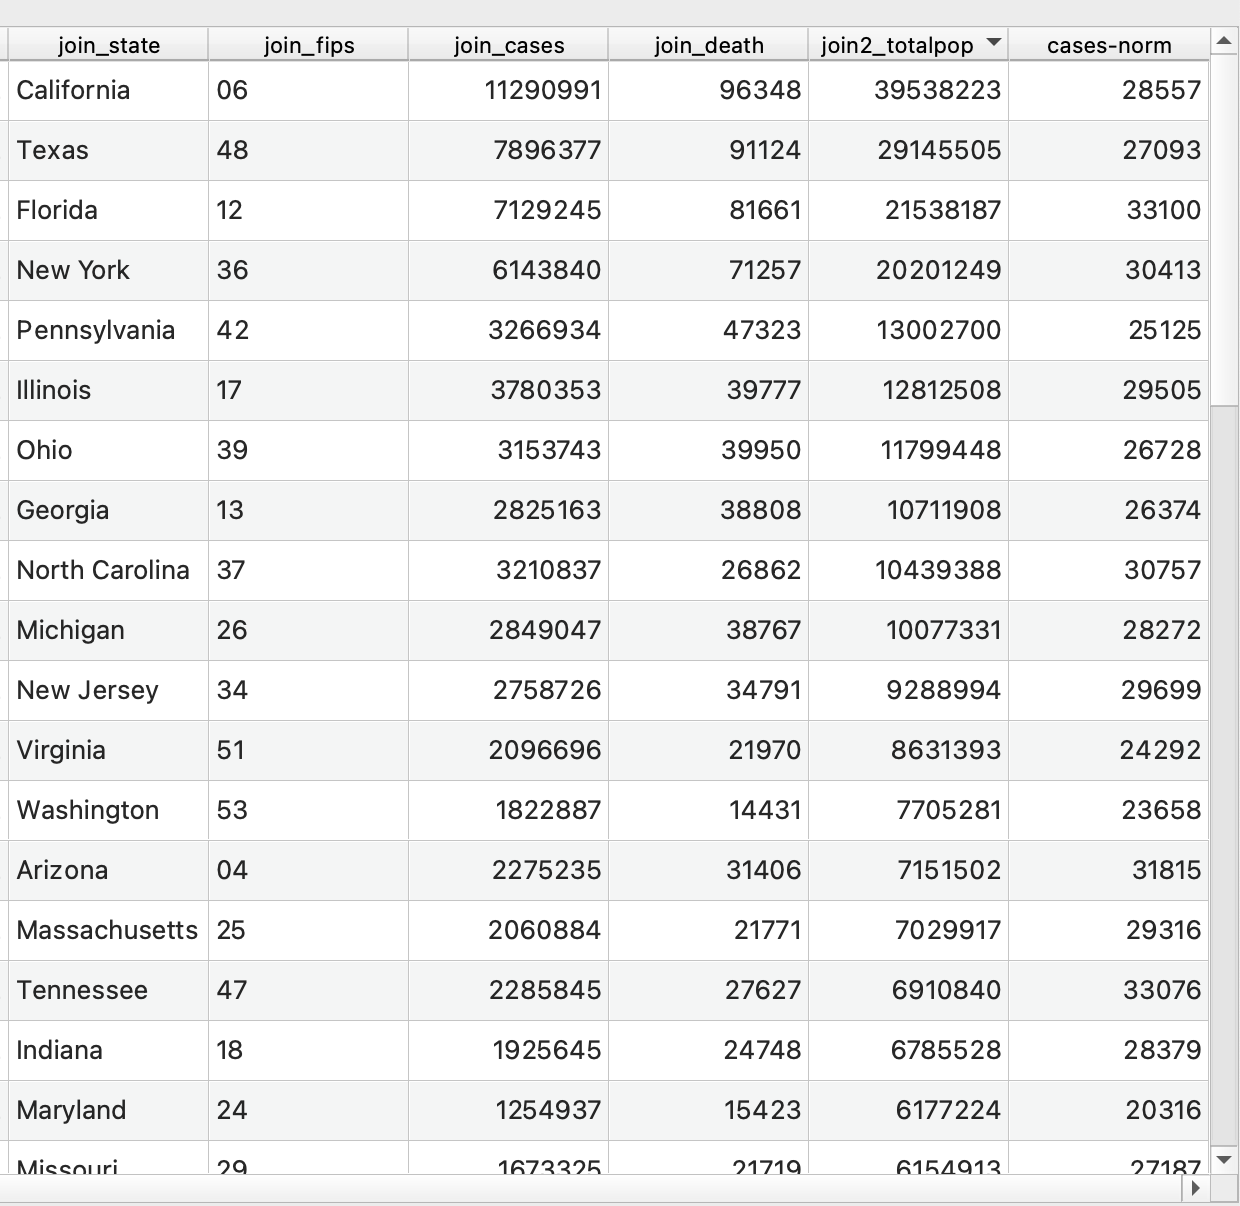 join_state join_fips join_cases join_death join2_totalpop cases-norm
California 06 11290991 96348 39538223 28557
Texas 48 7896377 91124 29145505 27093
Florida 12 7129245 81661 21538187 33100
New York 36 6143840 71257 20201249 30413
Pennsylvania 42 3266934 47323 13002700 25125
Illinois 17 3780353 39777 12812508 29505
Ohio 39 3153743 39950 11799448 26728
Georgia 13 2825163 38808 10711908 26374
North Carolina 37 3210837 26862 10439388 30757
Michigan 26 2849047 38767 10077331 28272
New Jersey 34 2758726 34791 9288994 29699
Virginia 51 2096696 21970 8631393 24292
Washington 53 1822887 14431 7705281 23658
Arizona 04 2275235 31406 7151502 31815
Massachusetts 25 2060884 21771 7029917 29316
Tennessee 47 2285845 27627 6910840 33076
Indiana 18 1925645 24748 6785528 28379
Maryland 24 1254937 15423 6177224 20316
Missouri 29 1673325 21719 6154913 27187